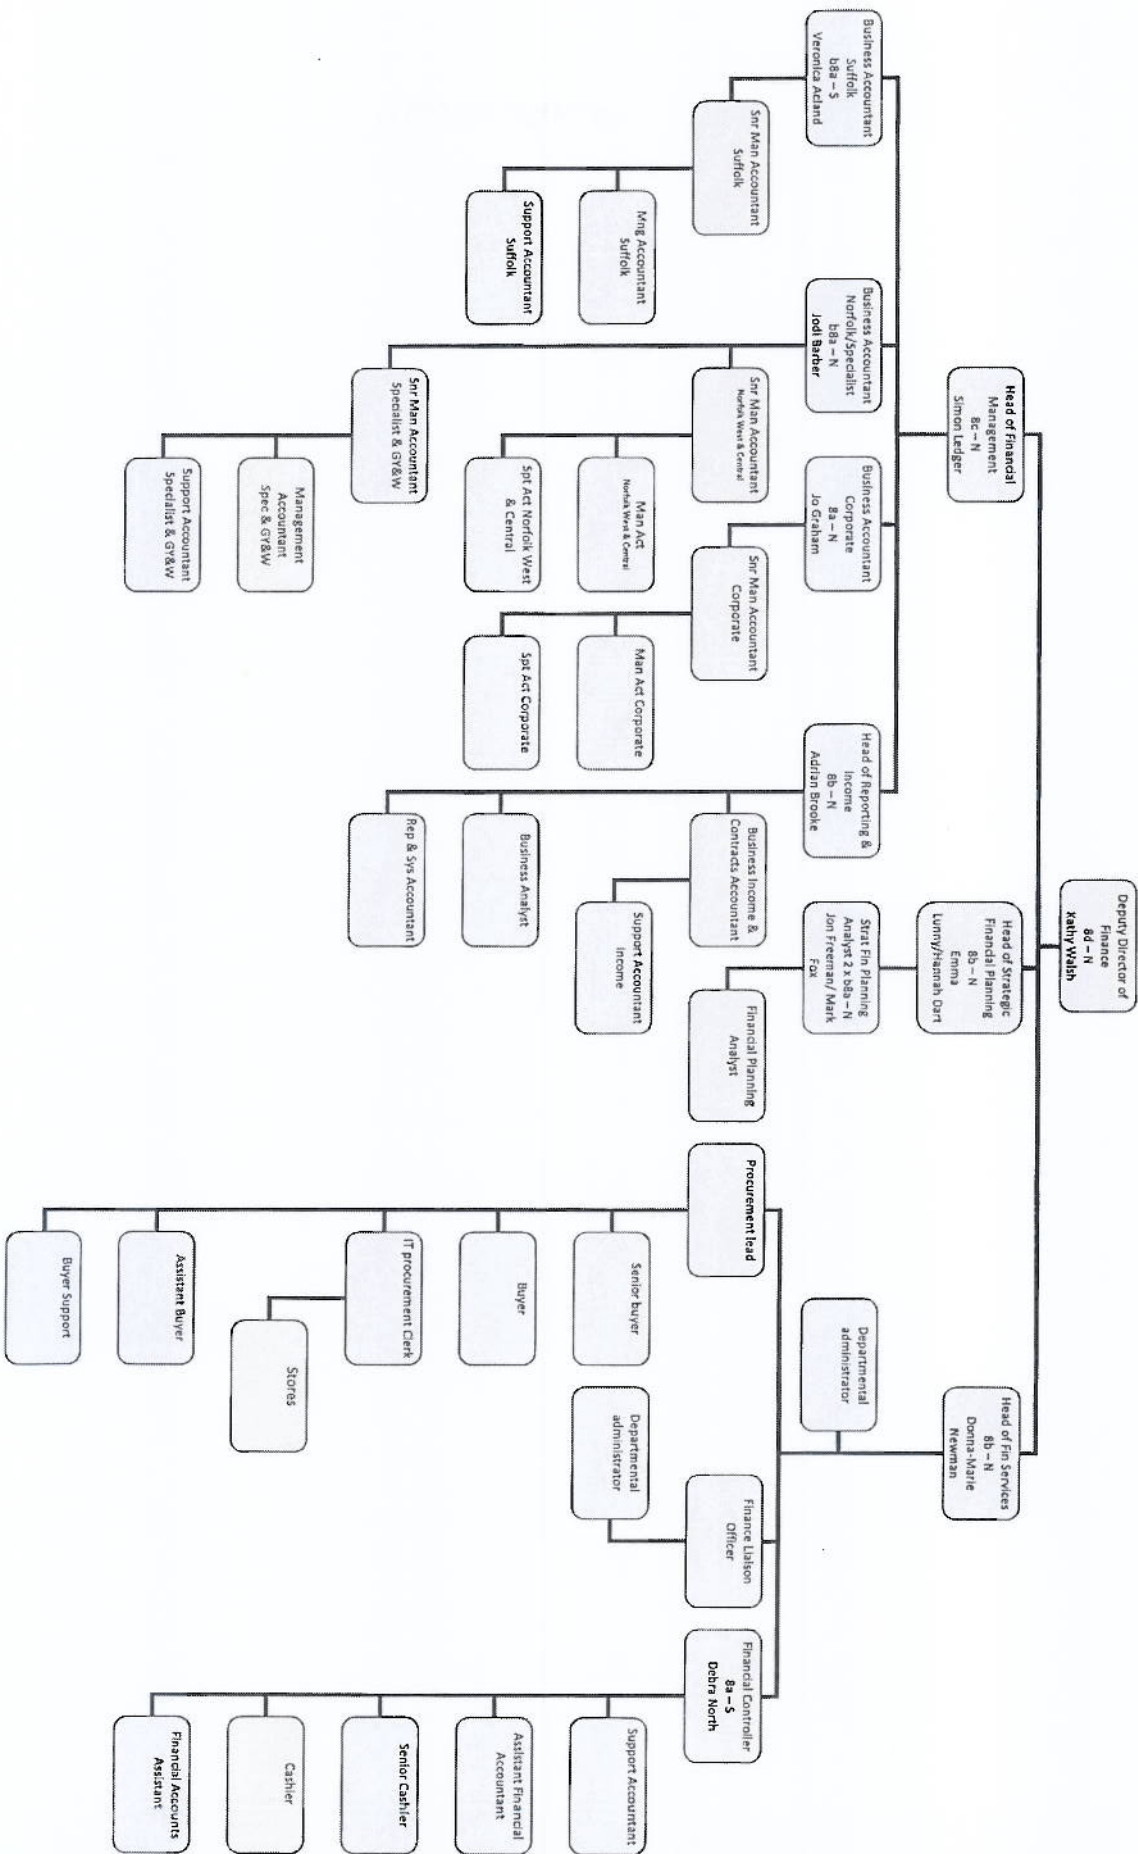 Deputy Director of
Finance
8d – N
Kathy Walsh
Head of Financial
Management
8c – N
Simon Ledger
Head of Strategic
Financial Planning
8b – N
Emma
Lunny/Hannah Dart
Head of Fin Services
8b – N
Donna-Marie
Newman
Business Accountant
Suffolk
b8a – S
Veronica Acland
Business Accountant
Norfolk/Specialist
b8a – N
Jodi Barber
Business Accountant
Corporate
8a – N
Jo Graham
Head of Reporting &
Income
8b – N
Adrian Brooke
Strat Fin Planning
Analyst 2 x b8a – N
Jon Freeman/ Mark
Fox
Departmental
administrator
Snr Man Accountant
Suffolk
Snr Man Accountant
Norfolk West & Central
Snr Man Accountant
Corporate
Business Income &
Contracts Accountant
Financial Planning
Analyst
Procurement lead
Finance Liaison
Officer
Financial Controller
8a – S
Debra North
Mng Accountant
Suffolk
Man Act
Norfolk West & Central
Man Act Corporate
Support Accountant
Income
Senior buyer
Departmental
administrator
Support Accountant
Support Accountant
Suffolk
Spt Act Norfolk West
& Central
Spt Act Corporate
Business Analyst
Buyer
Assistant Financial
Accountant
Snr Man Accountant
Specialist & GY&W
Rep & Sys Accountant
IT procurement Clerk
Senior Cashier
Management
Accountant
Spec & GY&W
Stores
Cashier
Support Accountant
Specialist & GY&W
Assistant Buyer
Financial Accounts
Assistant
Buyer Support